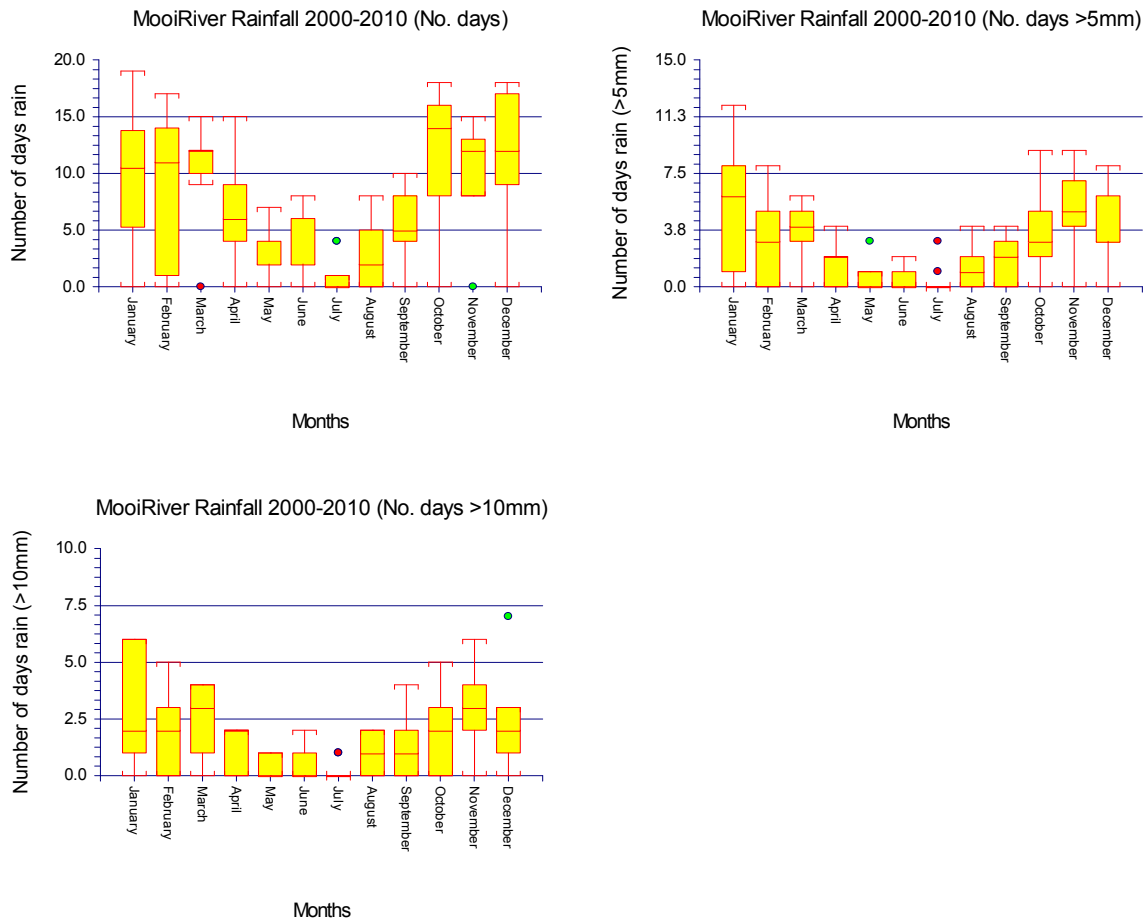 MooiRiver Rainfall 2000-2010 (No. days)
Number of days rain
20.0
15.0
10.0
5.0
0.0
January
February
March
April
May
June
July
August
September
October
November
December
Months
MooiRiver Rainfall 2000-2010 (No. days >5mm)
Number of days rain (>5mm)
15.0
11.3
7.5
3.8
0.0
January
February
March
April
May
June
July
August
September
October
November
December
Months
MooiRiver Rainfall 2000-2010 (No. days >10mm)
Number of days rain (>10mm)
10.0
7.5
5.0
2.5
0.0
January
February
March
April
May
June
July
August
September
October
November
December
Months